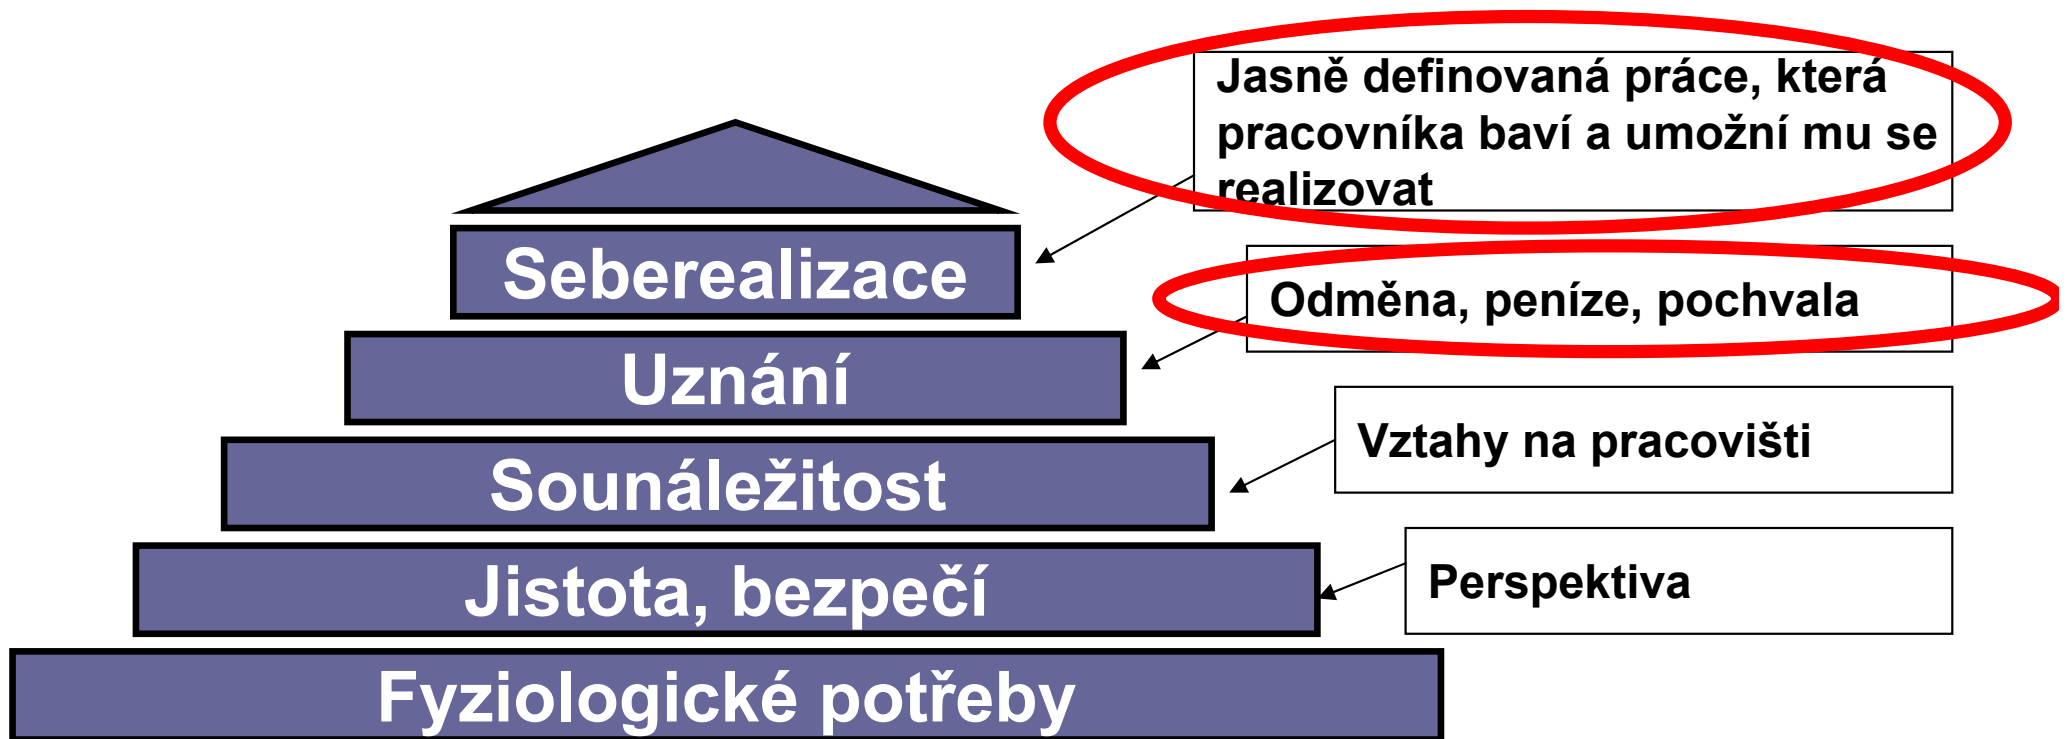 Jasně definovaná práce, která
pracovníka baví a umožní mu se
realizovat
Seberealizace
Odměna, peníze, pochvala
Uznání
Vztahy na pracovišti
Sounáležitost
Perspektiva
Jistota, bezpečí
Fyziologické potřeby